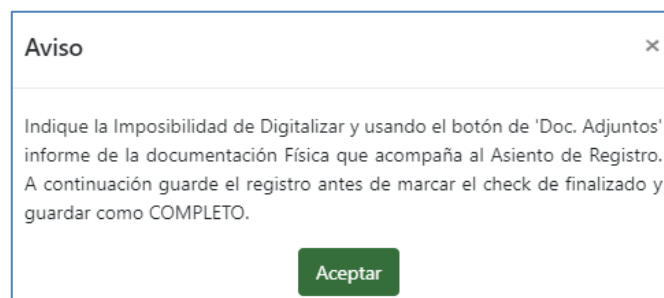 Aviso ×
Indique la Imposibilidad de Digitalizar y usando el botón de 'Doc. Adjuntos'
informe de la documentación Física que acompaña al Asiento de Registro.
A continuación guarde el registro antes de marcar el check de finalizado y
guardar como COMPLETO.
Aceptar